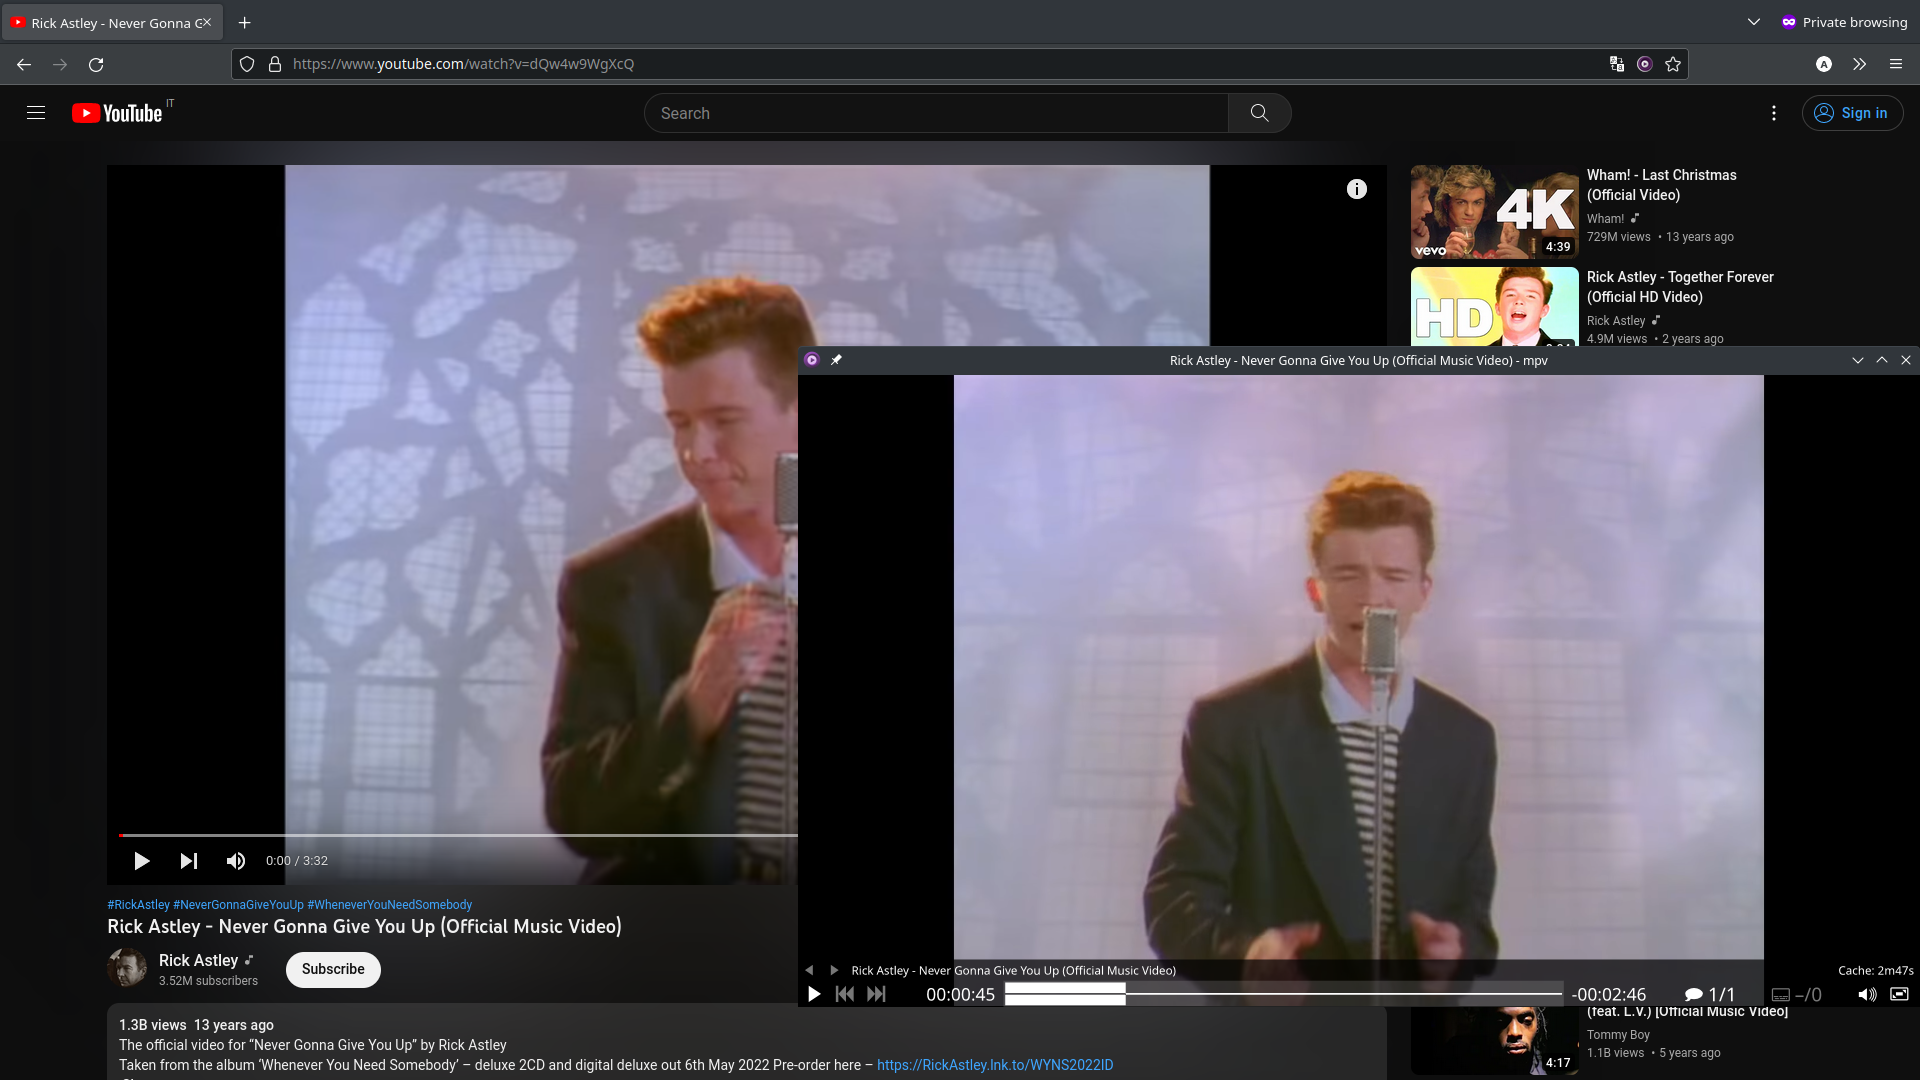 Rick Astley - Never Gonna G
Private browsing
https://www.youtube.com/watch?v=dQw4w9WgXcQ
A
YouTube IT
Search
Sign in
4K
vevo
4:39
Wham! - Last Christmas
(Official Video)
Wham!
729M views • 13 years ago
HD
Rick Astley - Together Forever
(Official HD Video)
Rick Astley
4.9M views • 2 years ago
Rick Astley - Never Gonna Give You Up (Official Music Video) - mpv
0:00 / 3:32
Rick Astley - Never Gonna Give You Up (Official Music Video)
Cache: 2m47s
00:00:45
-00:02:46
1/1
–/0
#RickAstley #NeverGonnaGiveYouUp #WheneverYouNeedSomebody
Rick Astley - Never Gonna Give You Up (Official Music Video)
Rick Astley
3.52M subscribers
Subscribe
1.3B views 13 years ago
The official video for “Never Gonna Give You Up” by Rick Astley
Taken from the album ‘Whenever You Need Somebody’ – deluxe 2CD and digital deluxe out 6th May 2022 Pre-order here – https://RickAstley.lnk.to/WYNS2022ID
(feat. L.V.) [Official Music Video]
Tommy Boy
1.1B views • 5 years ago
4:17